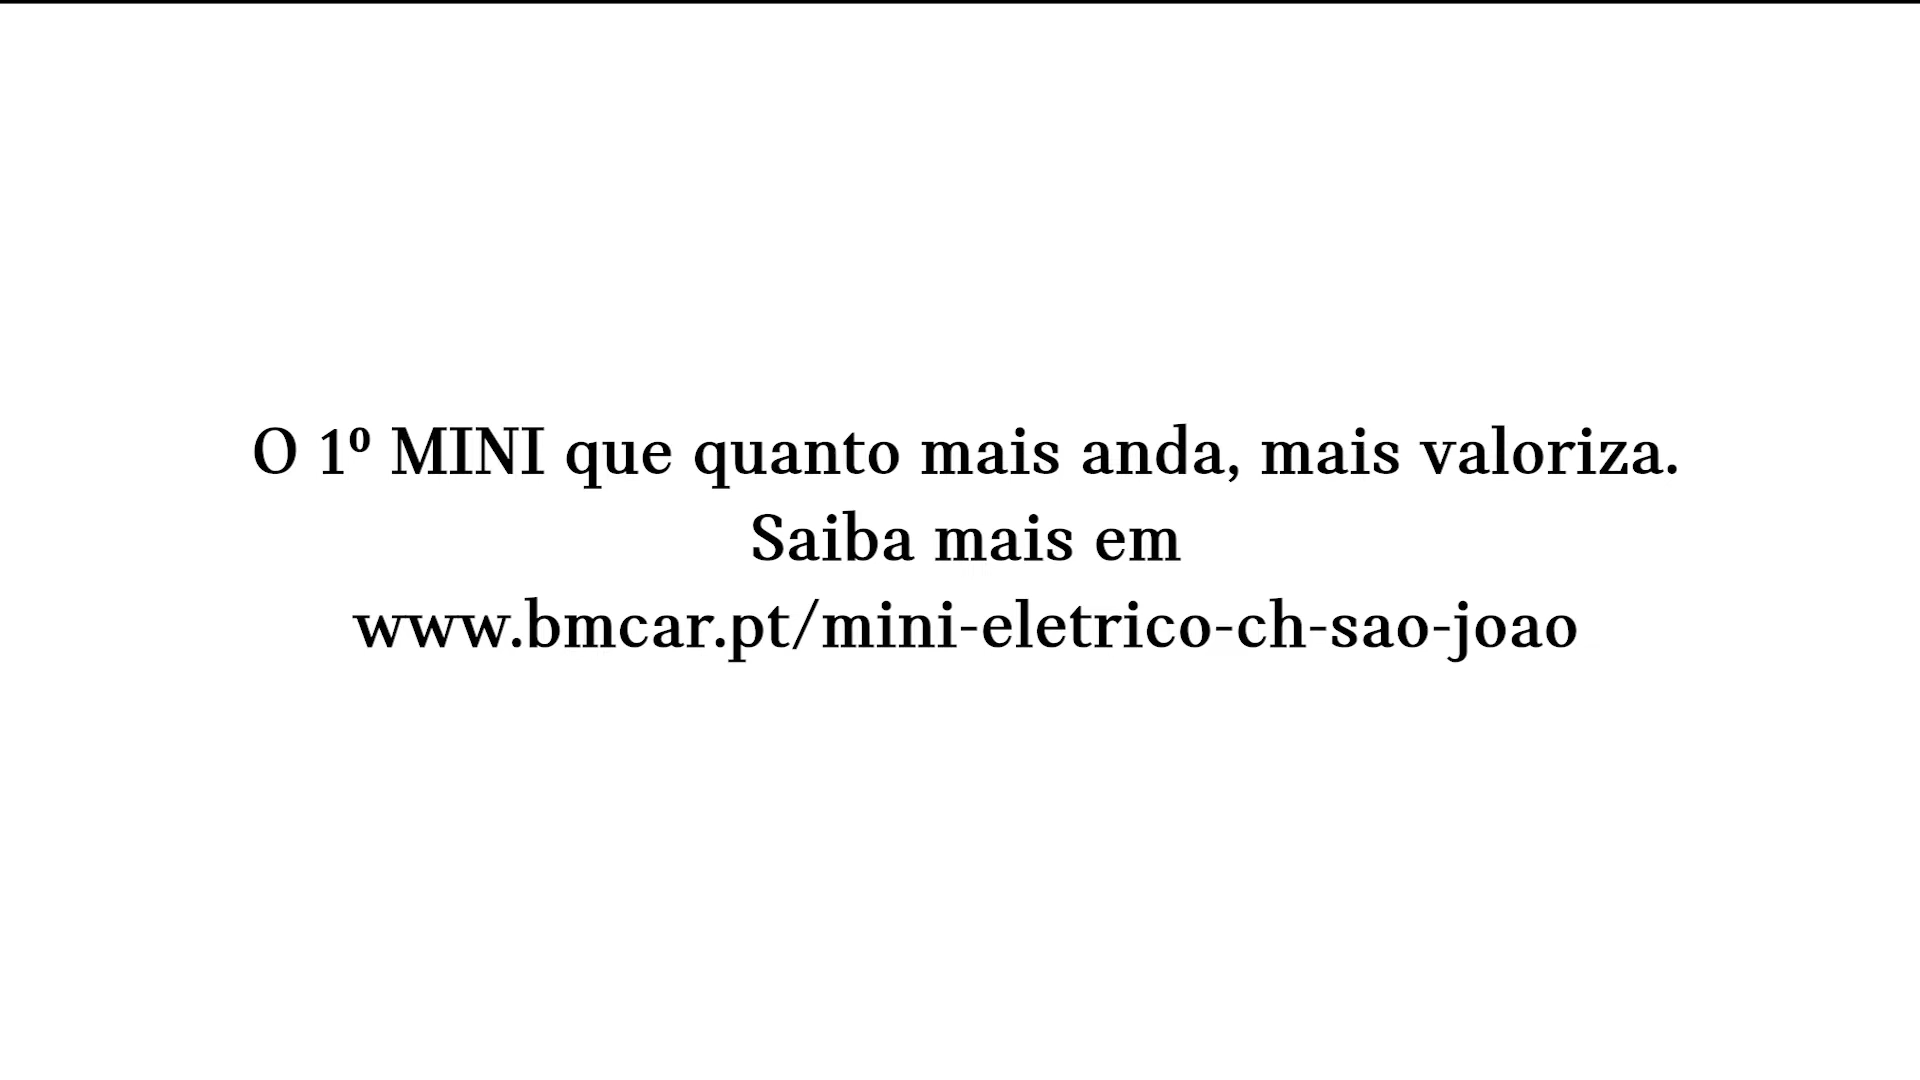 O 1º MINI que quanto mais anda, mais valoriza.
Saiba mais em
www.bmcar.pt/mini-eletrico-ch-sao-joao